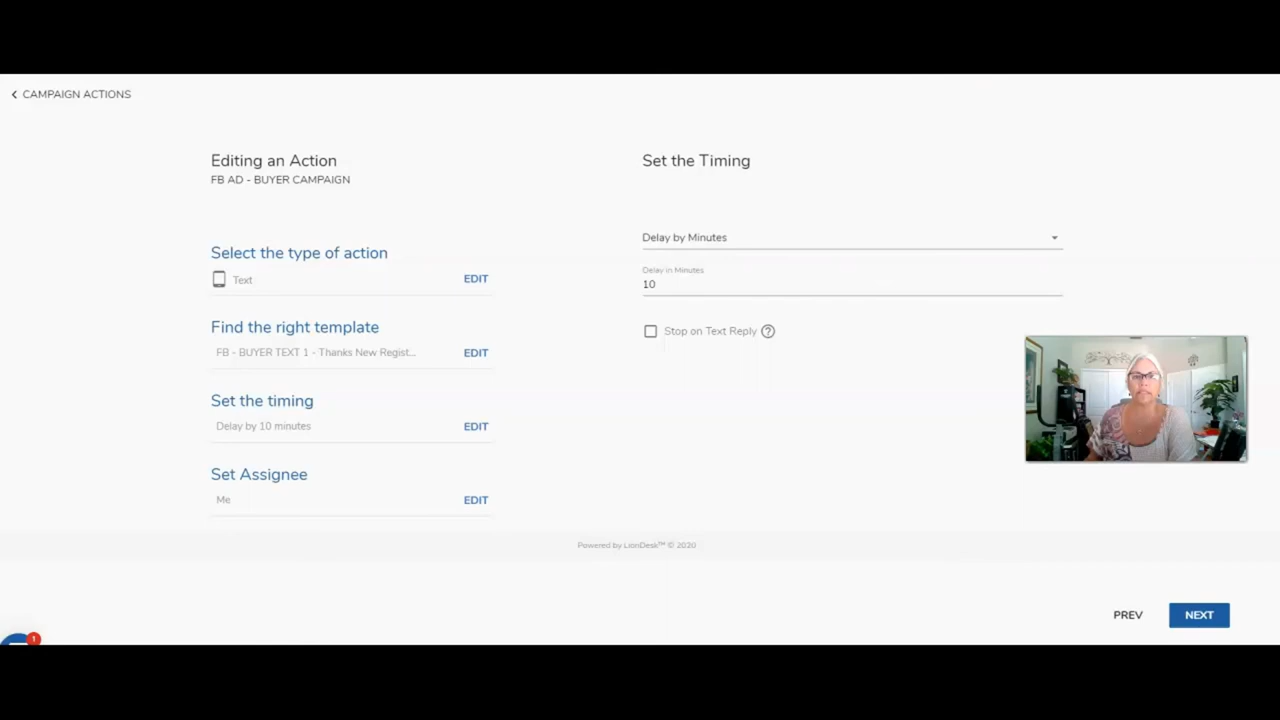 CAMPAIGN ACTIONS
Editing an Action
FB AD - BUYER CAMPAIGN
Select the type of action
Text EDIT
Find the right template
FB - BUYER TEXT 1 - Thanks New Regist... EDIT
Set the timing
Delay by 10 minutes EDIT
Set Assignee
Me EDIT
Set the Timing
Delay by Minutes
Delay in Minutes
10
Stop on Text Reply ?
Powered by LionDesk™ © 2020
PREV NEXT
1